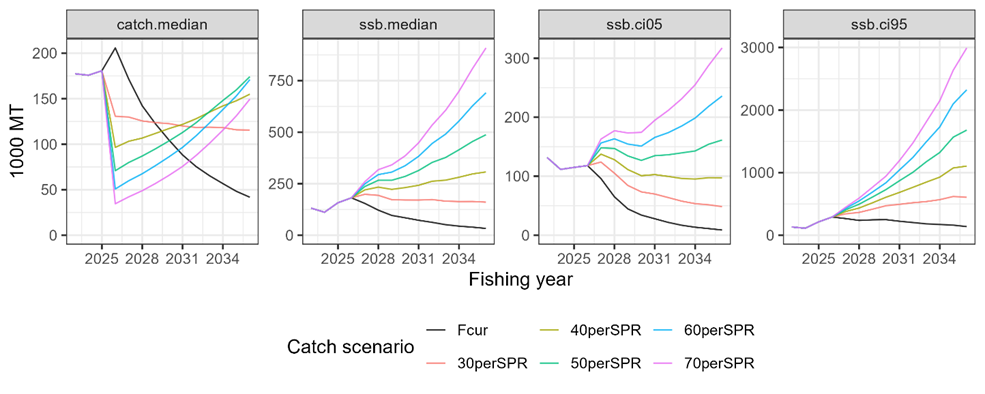 catch.median ssb.median ssb.ci05 ssb.ci95
1000 MT
200
150
100
50
0
750
500
250
0
300
200
100
0
3000
2000
1000
0
2025 2028 2031 2034 2025 2028 2031 2034 2025 2028 2031 2034 2025 2028 2031 2034
Fishing year
Catch scenario
Fcur 40perSPR 60perSPR
30perSPR 50perSPR 70perSPR